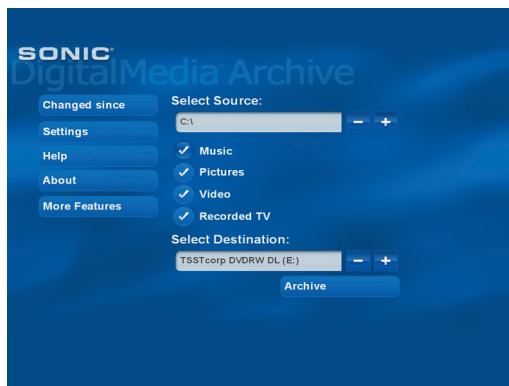 SONIC®
DigitalMedia™ Archive
Changed since
Settings
Help
About
More Features
Select Source:
C:\
Music
Pictures
Video
Recorded TV
Select Destination:
TSSTcorp DVDRW DL (E:)
Archive